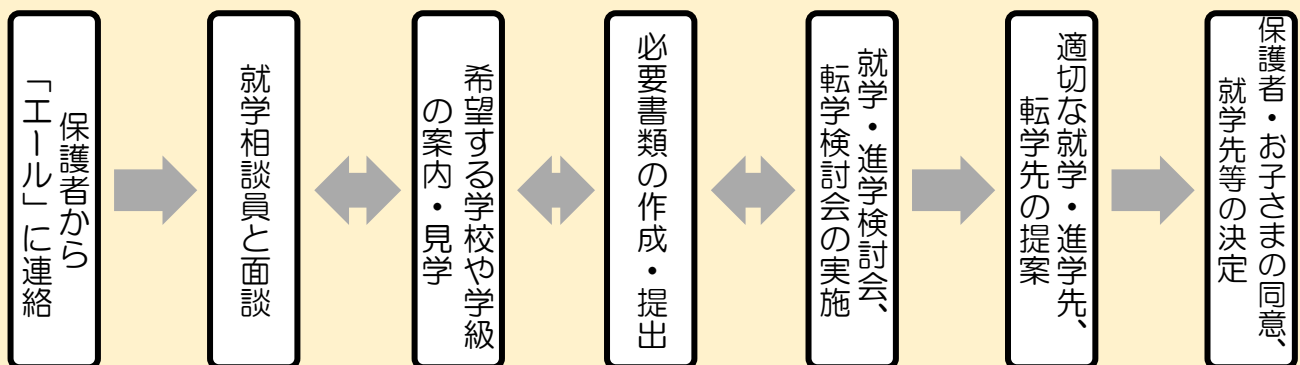 保護者から
「エール」に連絡
就学相談員と面談
希望する学校や学級
の案内・見学
必要書類の作成・提出
就学・進学検討会、
転学検討会の実施
適切な就学・進学先、
転学先の提案
保護者・お子さまの同意、
就学先等の決定